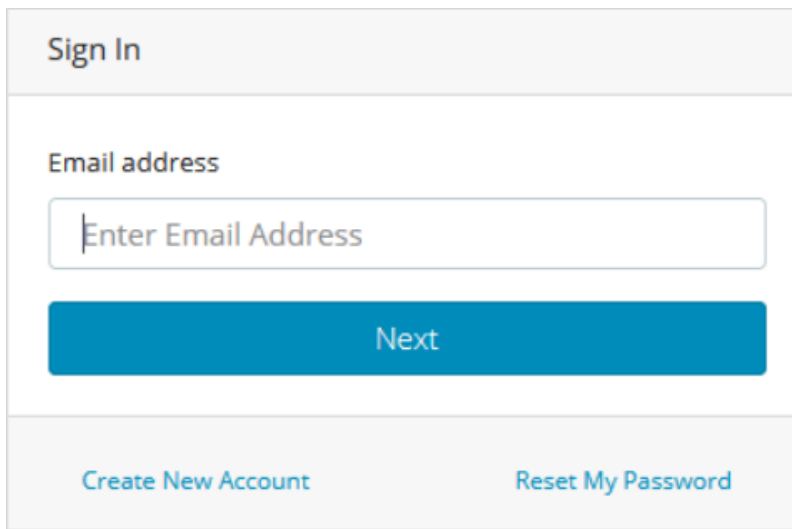 Sign In
Email address
Enter Email Address
Next
Create New Account Reset My Password